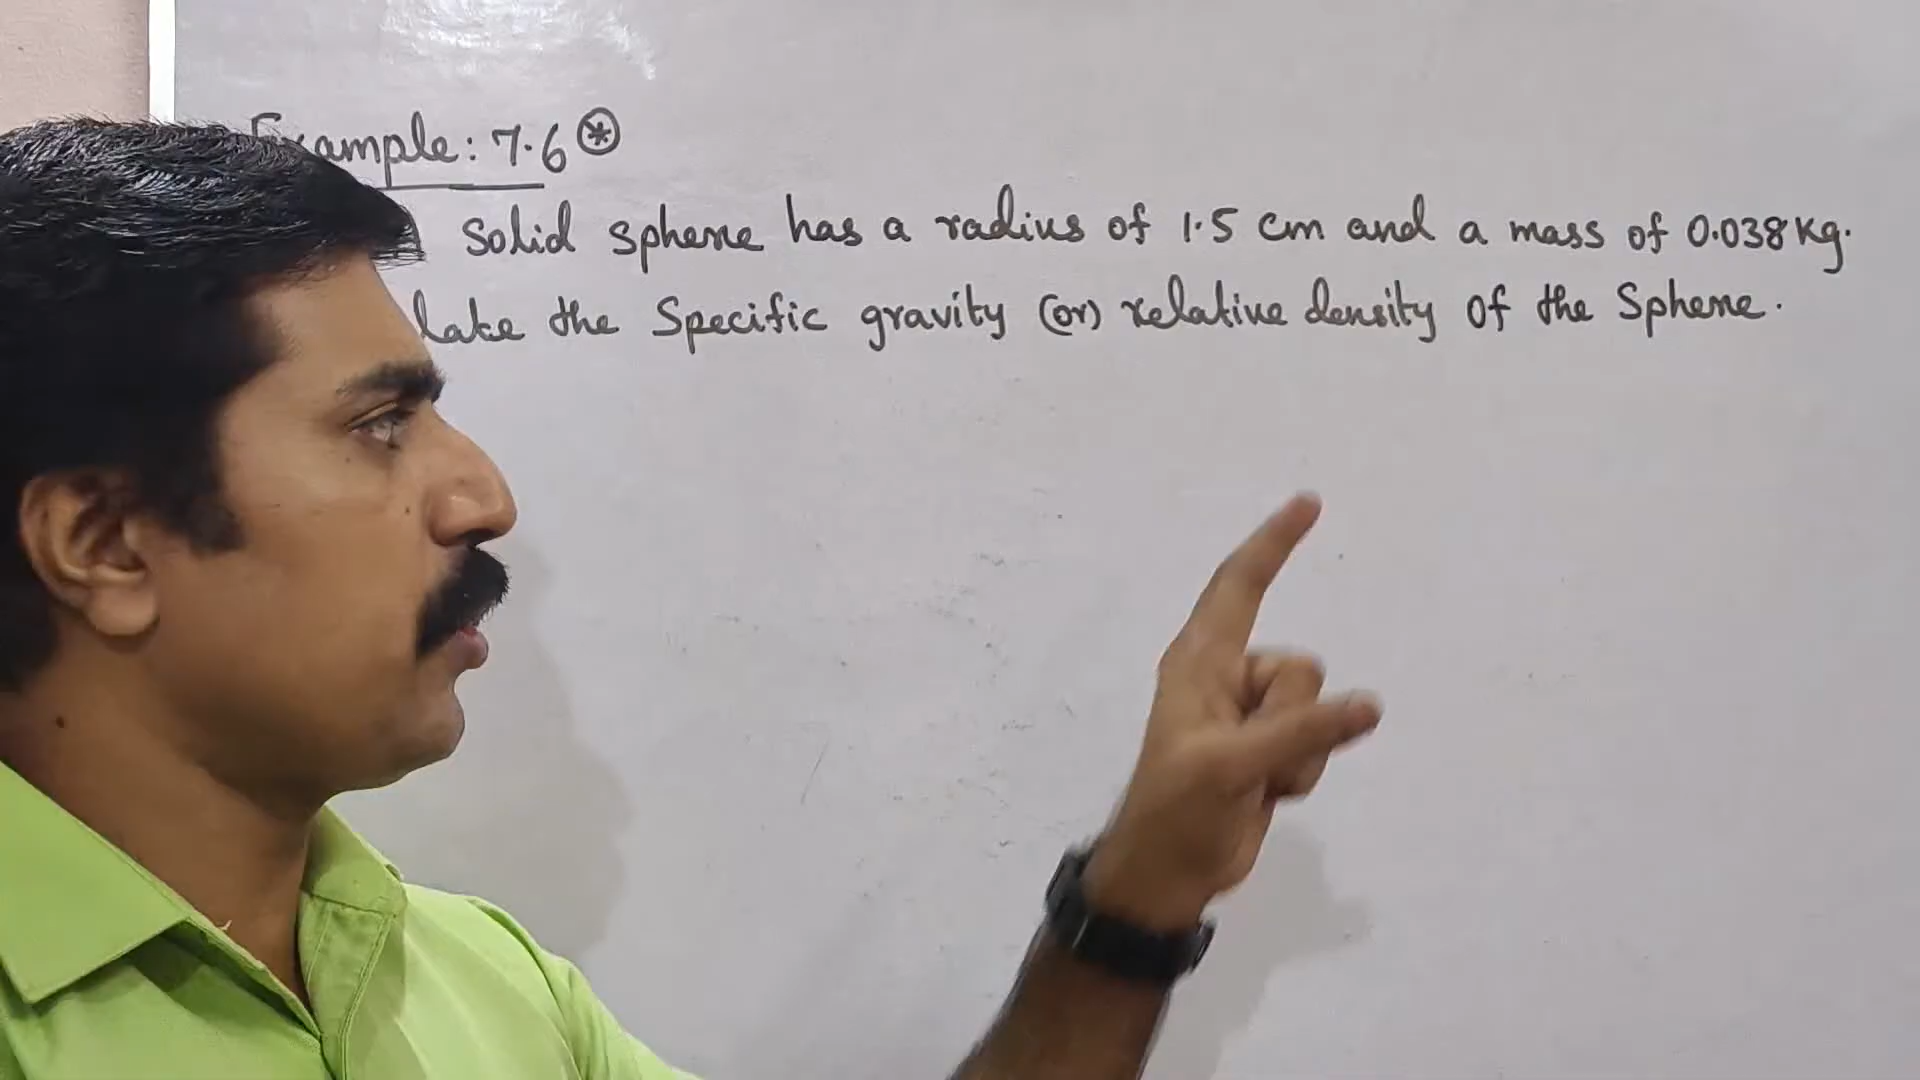 Example: 7.6 *
A solid sphere has a radius of 1.5 cm and a mass of 0.038 kg.
late the Specific gravity (or) relative density of the Sphere.